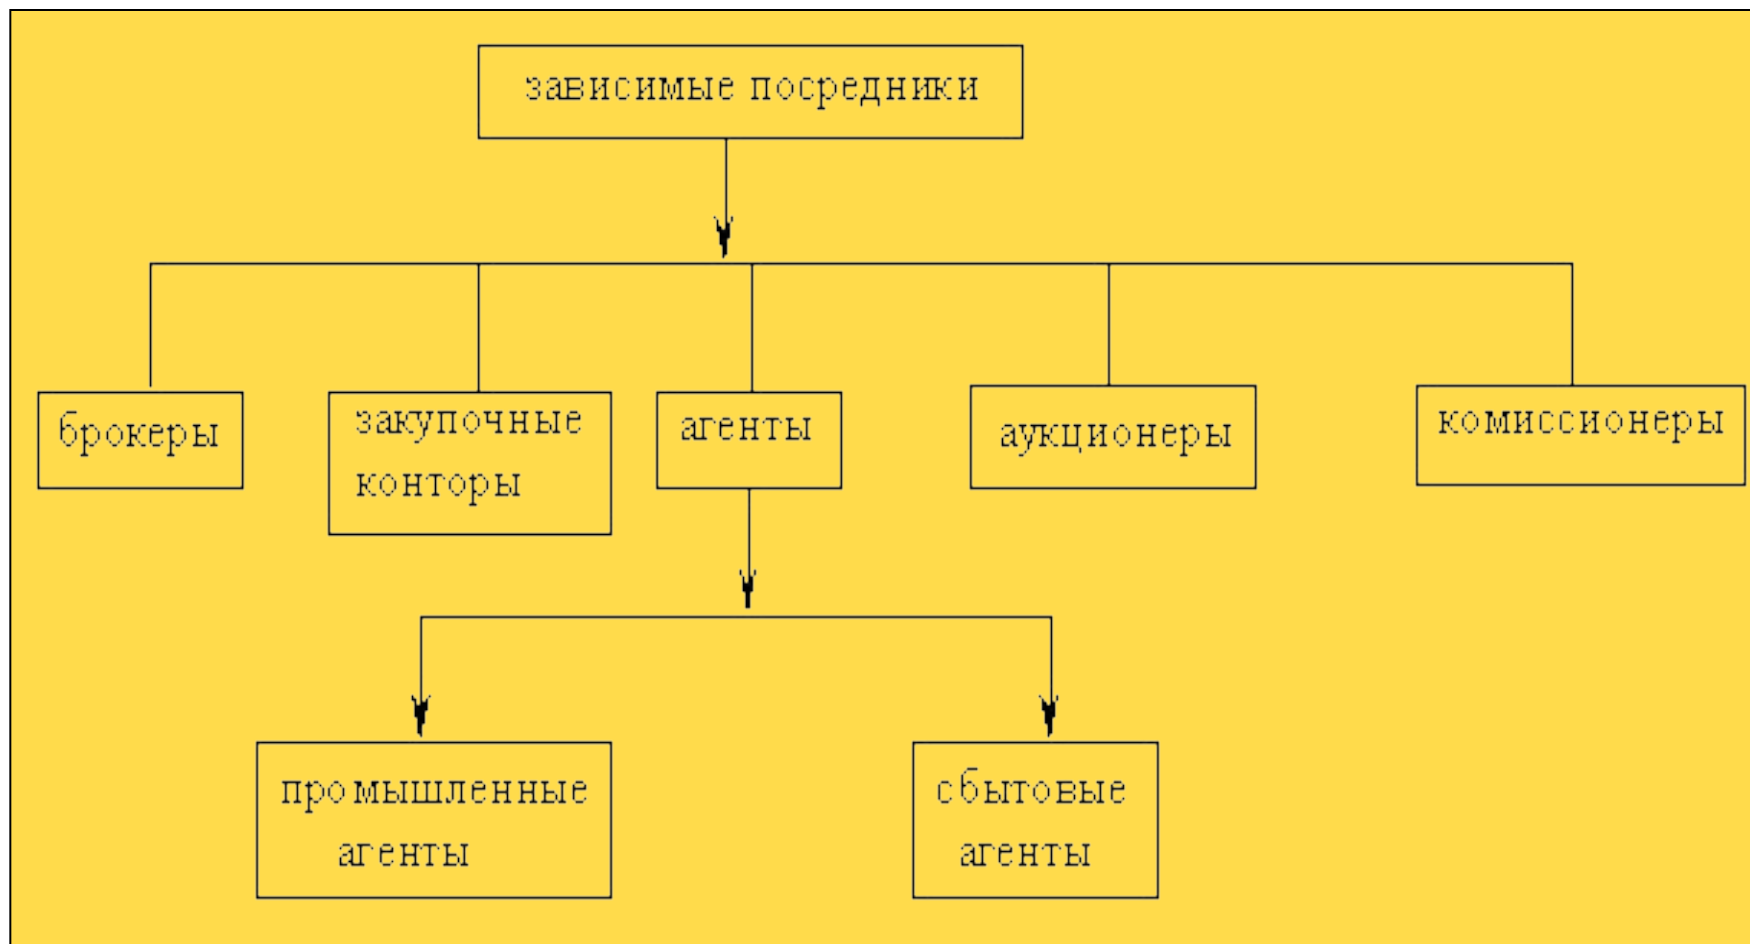 зависимые посредники
брокеры
закупочные
конторы
агенты
аукционеры
комиссионеры
промышленные
агенты
сбытовые
агенты